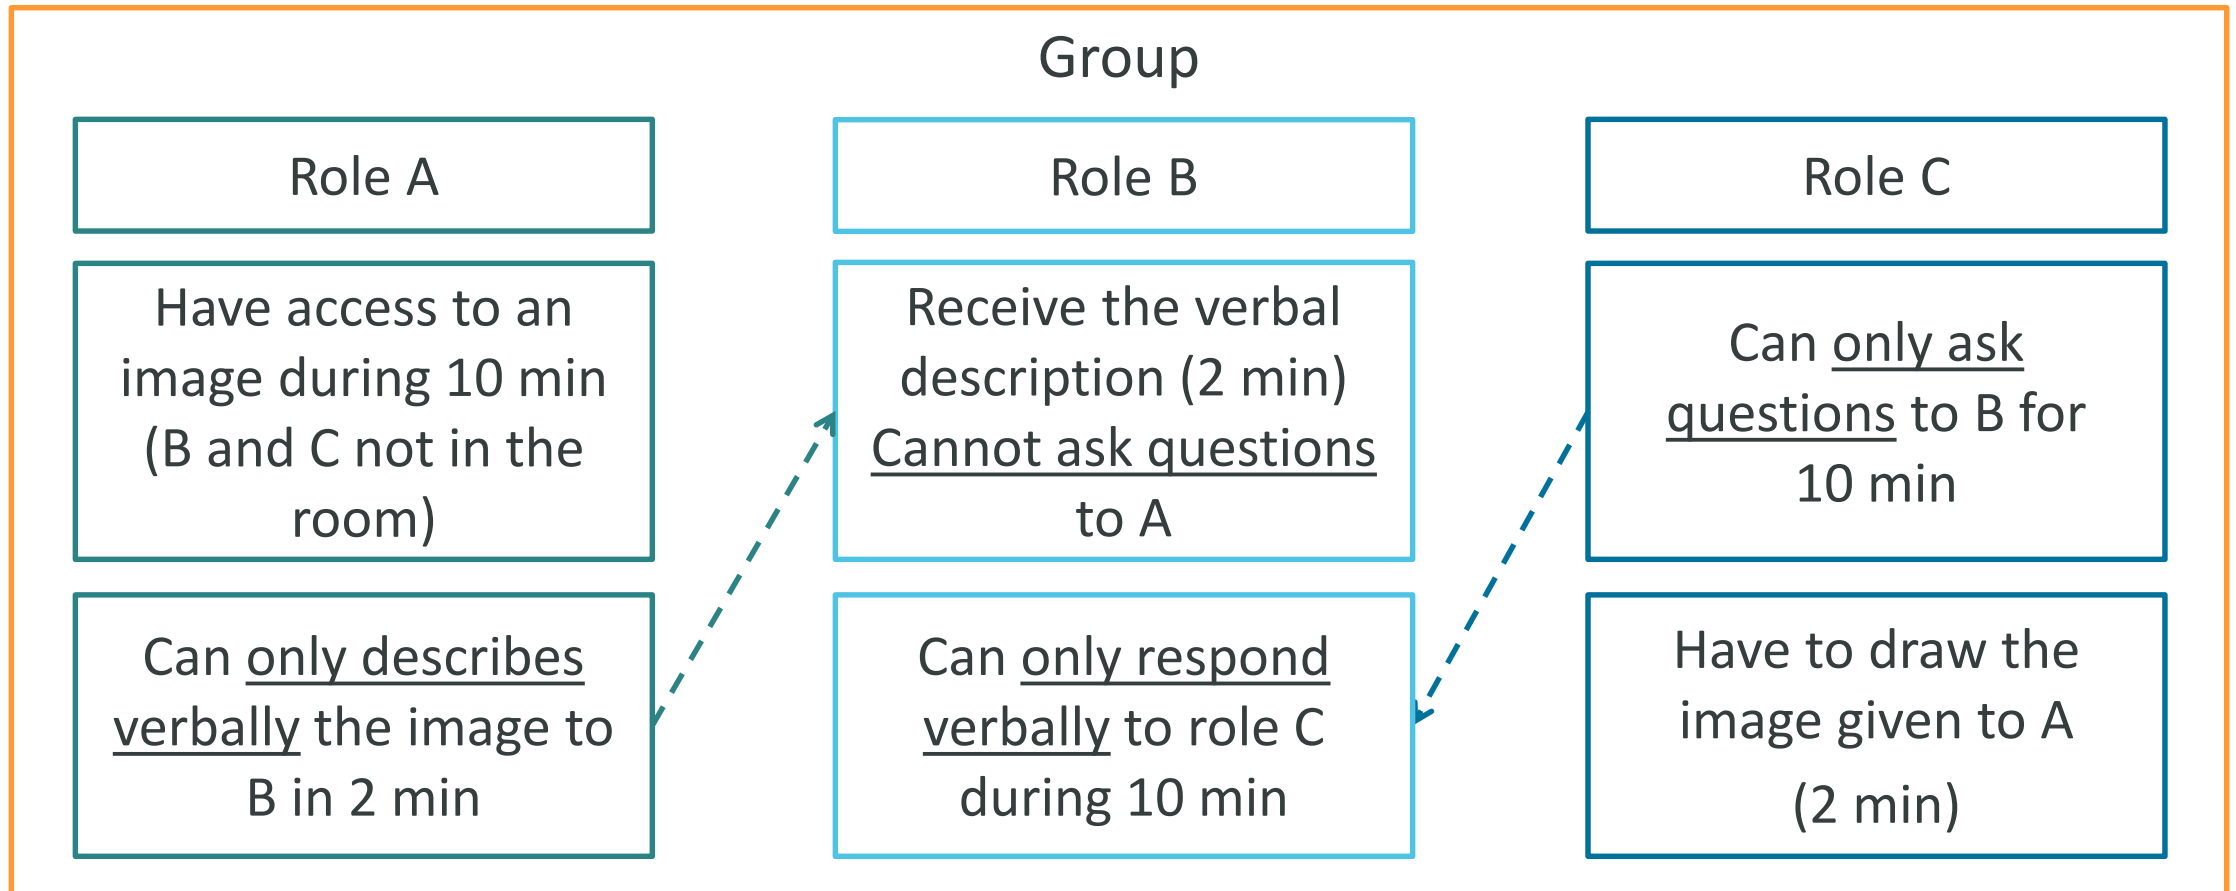 Group
Role A
Have access to an
image during 10 min
(B and C not in the
room)
Can only describes
verbally the image to
B in 2 min
Role B
Receive the verbal
description (2 min)
Cannot ask questions
to A
Can only respond
verbally to role C
during 10 min
Role C
Can only ask
questions to B for
10 min
Have to draw the
image given to A
(2 min)